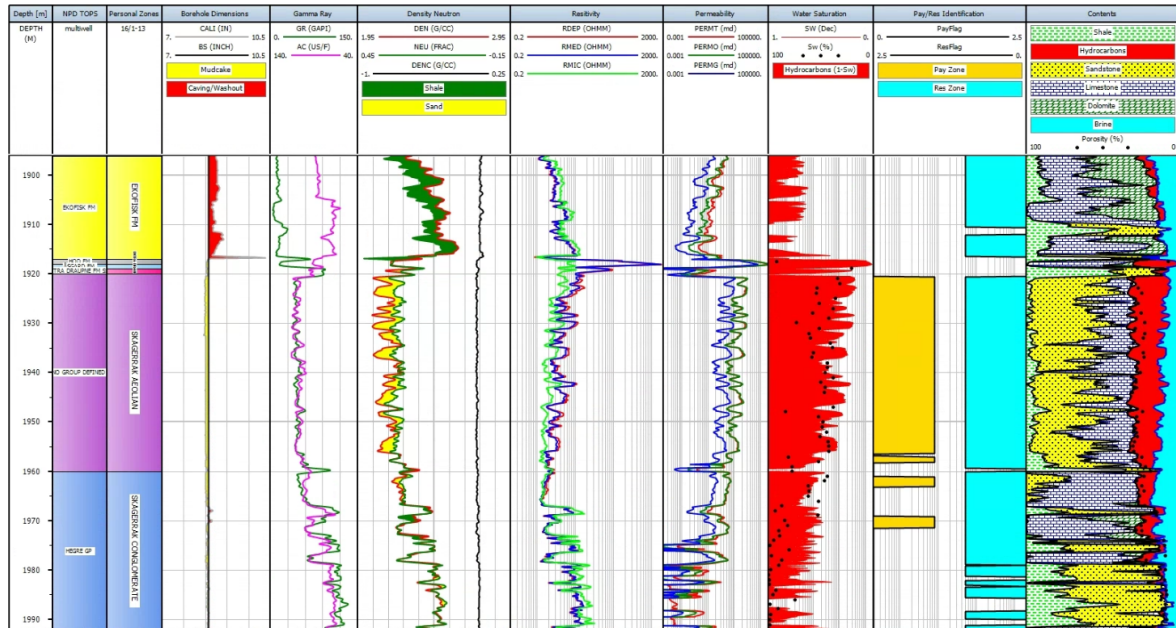 Depth [m] NPD TOPS Personal Zones Borehole Dimensions Gamma Ray Density Neutron Resitivity Permeability Water Saturation Pay/Res Identification Contents
DEPTH (M)
multiwell
16/1-13
CALI (IN)
7. 10.5
BS (INCH)
7. 10.5
Mudcake
Caving/Washout
GR (GAPI)
0. 150.
AC (US/F)
140. 40.
DEN (G/CC)
1.95 2.95
NEU (FRAC)
0.45 -0.15
DENC (G/CC)
-1. 0.25
Shale
Sand
RDEP (OHMM)
0.2 2000.
RMED (OHMM)
0.2 2000.
RMIC (OHMM)
0.2 2000.
PERMT (md)
0.001 100000.
PERMO (md)
0.001 100000.
PERMG (md)
0.001 100000.
SW (Dec)
1. 0.
Sw (%)
100 0
Hydrocarbons (1-Sw)
PayFlag
0. 2.5
ResFlag
2.5 0.
Pay Zone
Res Zone
Shale
Hydrocarbons
Sandstone
Limestone
Dolomite
Brine
Porosity (%)
100 0
1900
1910
1920
1930
1940
1950
1960
1970
1980
1990
EKOFISK FM
NO GROUP DEFINED
HEGRE GP
EKOFISK FM
SKAGERRAK AEOLIAN
SKAGERRAK CONGLOMERATE